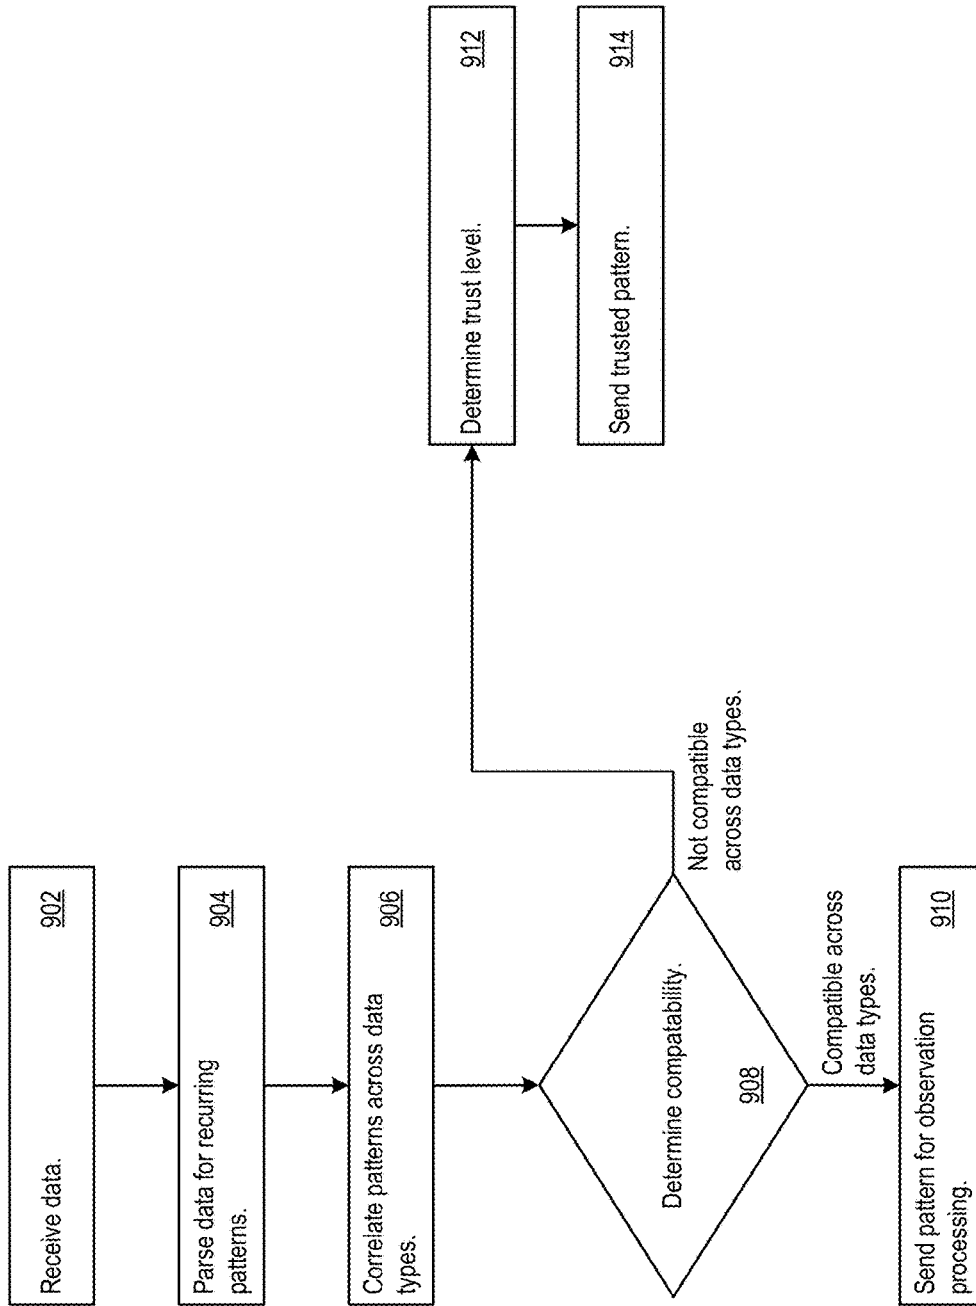 Receive data.
902
Parse data for recurring
patterns.
904
Correlate patterns across data
types.
906
Determine compatability.
908
Not compatible
across data types.
Compatible across
data types.
Send pattern for observation
processing.
910
Determine trust level.
912
Send trusted pattern.
914